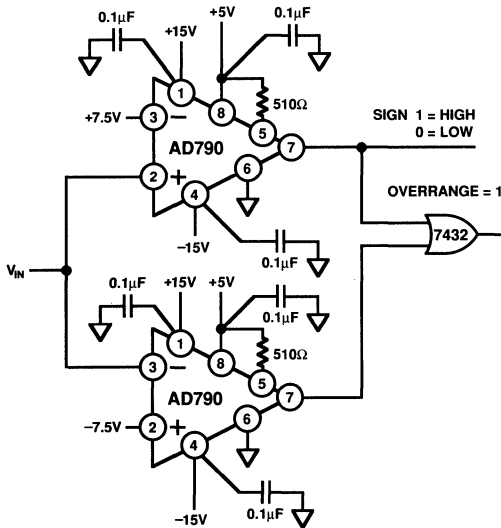 0.1µF
+15V
+5V
0.1µF
1
8
510Ω
5
+7.5V
3
–
7
AD790
2
+
6
4
–15V
0.1µF
SIGN 1 = HIGH
0 = LOW
OVERRANGE = 1
7432
VIN
0.1µF
+15V
+5V
0.1µF
1
8
510Ω
5
3
–
7
AD790
–7.5V
2
+
6
4
–15V
0.1µF